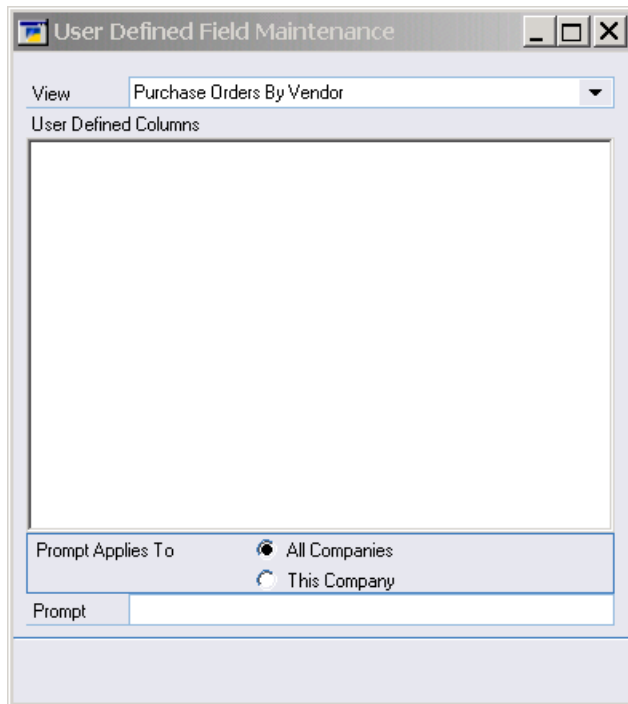 User Defined Field Maintenance
View Purchase Orders By Vendor
User Defined Columns
Prompt Applies To All Companies
This Company
Prompt